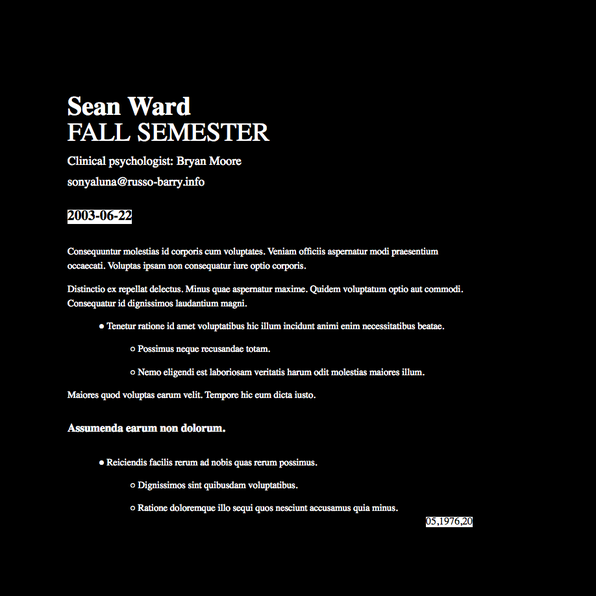 Sean Ward
FALL SEMESTER
Clinical psychologist: Bryan Moore
sonyaluna@russo-barry.info
2003-06-22
Consequuntur molestias id corporis cum voluptates. Veniam officiis aspernatur modi praesentium
occaecati. Voluptas ipsam non consequatur iure optio corporis.
Distinctio ex repellat delectus. Minus quae aspernatur maxime. Quidem voluptatum optio aut commodi.
Consequatur id dignissimos laudantium magni.
Tenetur ratione id amet voluptatibus hic illum incidunt animi enim necessitatibus beatae.
Possimus neque recusandae totam.
Nemo eligendi est laboriosam veritatis harum odit molestias maiores illum.
Maiores quod voluptas earum velit. Tempore hic eum dicta iusto.
Assumenda earum non dolorum.
Reiciendis facilis rerum ad nobis quas rerum possimus.
Dignissimos sint quibusdam voluptatibus.
Ratione doloremque illo sequi quos nesciunt accusamus quia minus.
05,1976,20